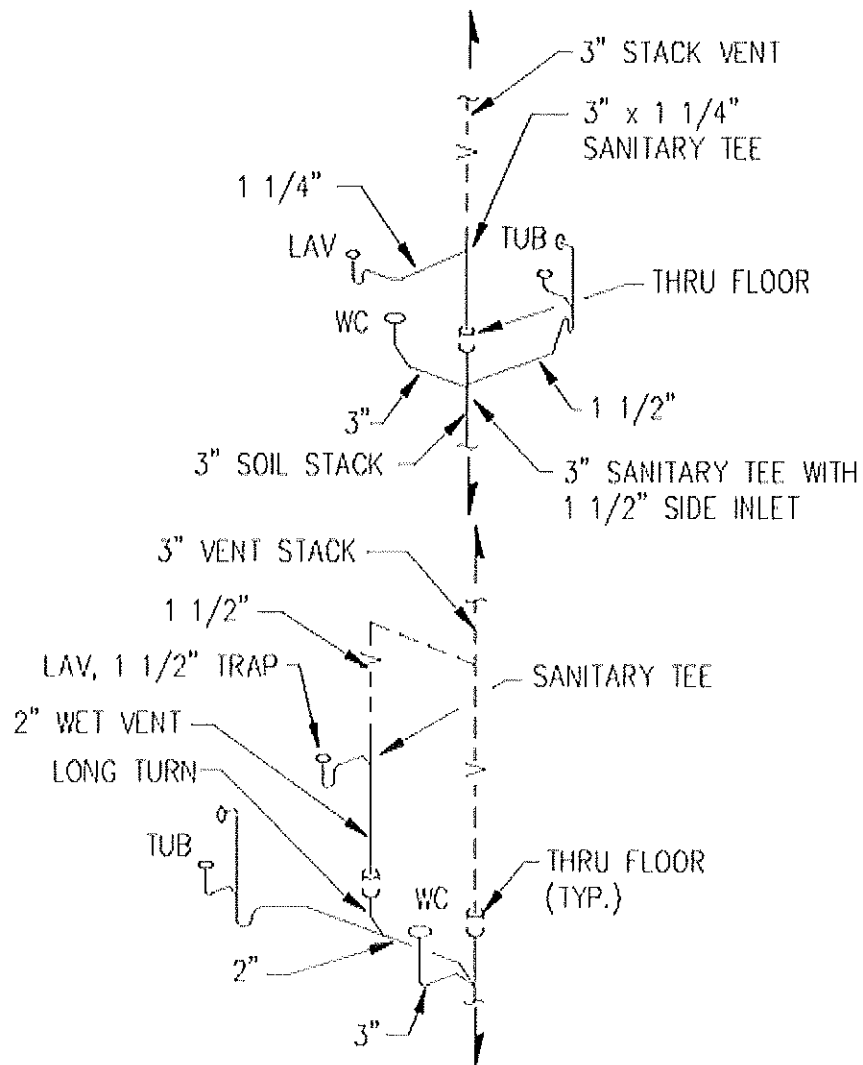 3" STACK VENT
3" x 1 1/4"
SANITARY TEE
1 1/4"
LAV
TUB
THRU FLOOR
WC
3"
1 1/2"
3" SOIL STACK
3" SANITARY TEE WITH
1 1/2" SIDE INLET
3" VENT STACK
1 1/2"
LAV, 1 1/2" TRAP
SANITARY TEE
2" WET VENT
LONG TURN
TUB
WC
THRU FLOOR
(TYP.)
2"
3"